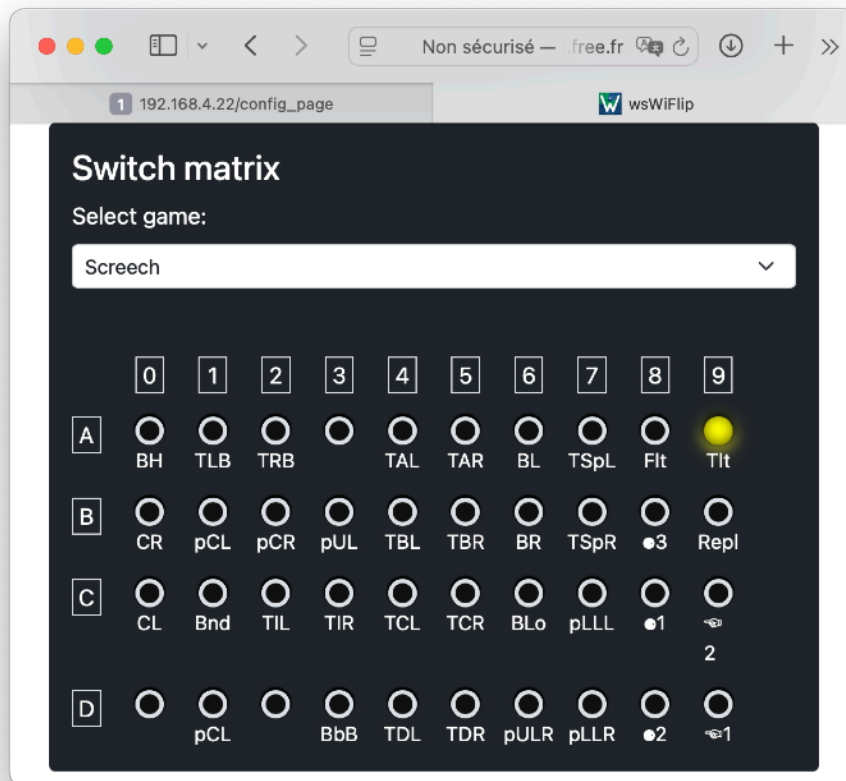 Non sécurisé — .free.fr
1 192.168.4.22/config_page wsWiFlip
Switch matrix
Select game:
Screech
0 1 2 3 4 5 6 7 8 9
A
BH TLB TRB TAL TAR BL TSpL Flt Tlt
B
CR pCL pCR pUL TBL TBR BR TSpR ●3 Repl
C
CL Bnd TIL TIR TCL TCR BLo pLLL ●1 ☜
2
D
pCL BbB TDL TDR pULR pLLR ●2 ☜1